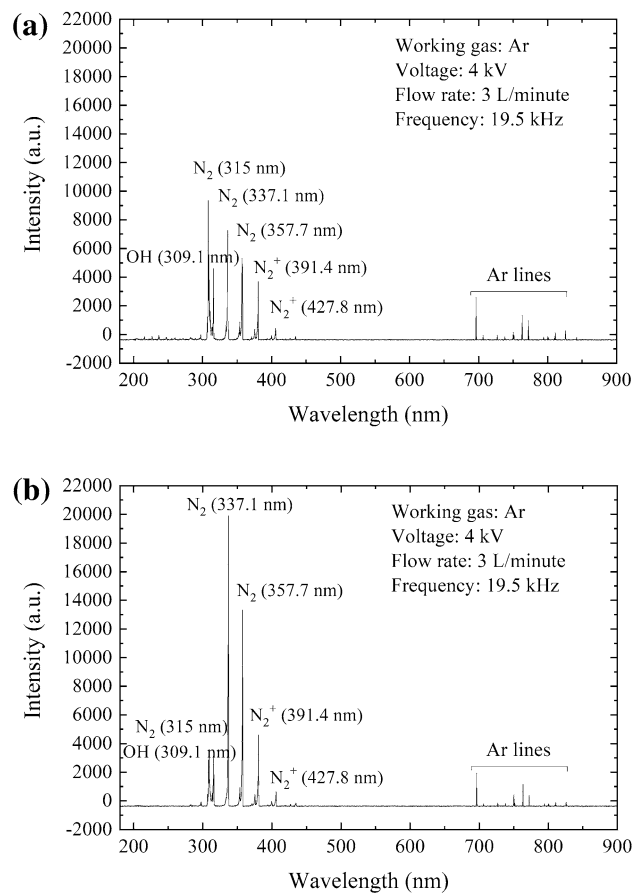 (a)
22000
20000
18000
16000
14000
12000
10000
8000
6000
4000
2000
0
-2000
Intensity (a.u.)
Working gas: Ar
Voltage: 4 kV
Flow rate: 3 L/minute
Frequency: 19.5 kHz
N₂ (315 nm)
N₂ (337.1 nm)
N₂ (357.7 nm)
OH (309.1 nm)
N₂⁺ (391.4 nm)
N₂⁺ (427.8 nm)
Ar lines
200 300 400 500 600 700 800 900
Wavelength (nm)
(b)
22000
20000
18000
16000
14000
12000
10000
8000
6000
4000
2000
0
-2000
Intensity (a.u.)
N₂ (337.1 nm)
Working gas: Ar
Voltage: 4 kV
Flow rate: 3 L/minute
Frequency: 19.5 kHz
N₂ (357.7 nm)
N₂ (315 nm)
N₂⁺ (391.4 nm)
OH (309.1 nm)
N₂⁺ (427.8 nm)
Ar lines
200 300 400 500 600 700 800 900
Wavelength (nm)